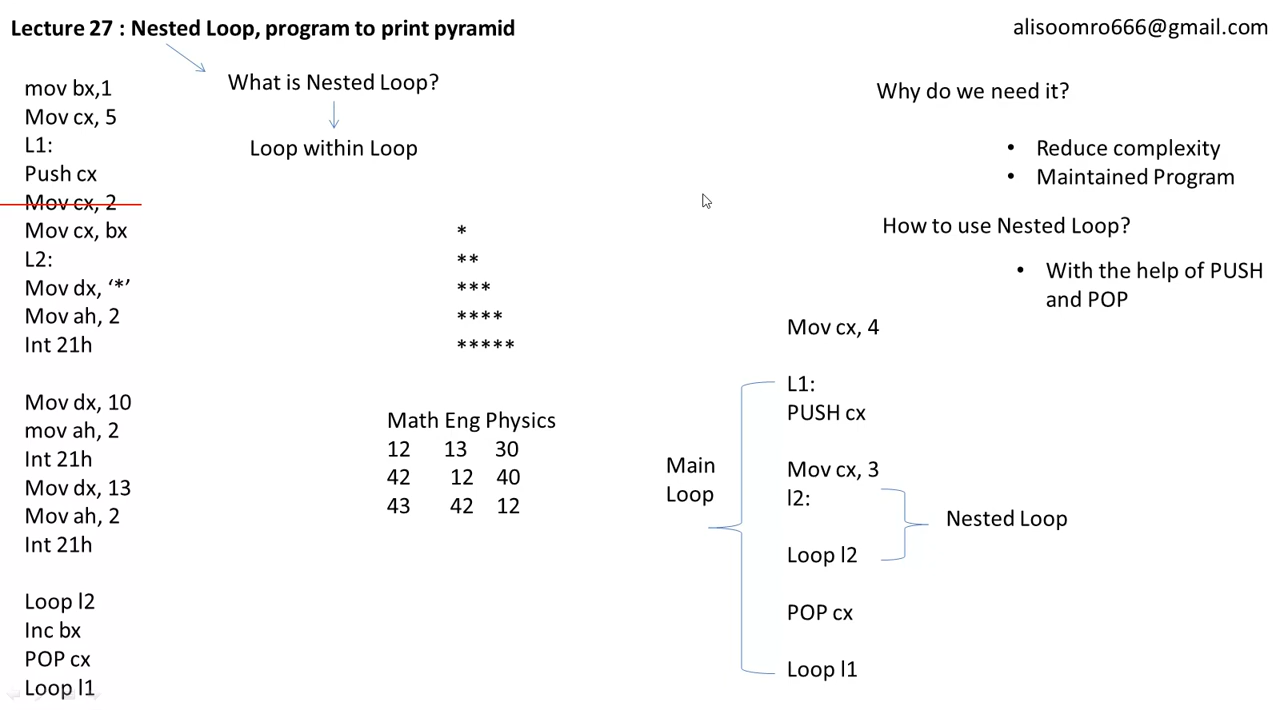 Lecture 27 : Nested Loop, program to print pyramid
alisoomro666@gmail.com
mov bx,1
Mov cx, 5
L1:
Push cx
Mov cx, 2
Mov cx, bx
L2:
Mov dx, ‘*’
Mov ah, 2
Int 21h
Mov dx, 10
mov ah, 2
Int 21h
Mov dx, 13
Mov ah, 2
Int 21h
Loop l2
Inc bx
POP cx
Loop l1
What is Nested Loop?
Loop within Loop
*
**
***
****
*****
Math Eng Physics
12 13 30
42 12 40
43 42 12
Why do we need it?
• Reduce complexity
• Maintained Program
How to use Nested Loop?
• With the help of PUSH
and POP
Mov cx, 4
L1:
PUSH cx
Mov cx, 3
l2:
Loop l2
POP cx
Loop l1
Main
Loop
Nested Loop